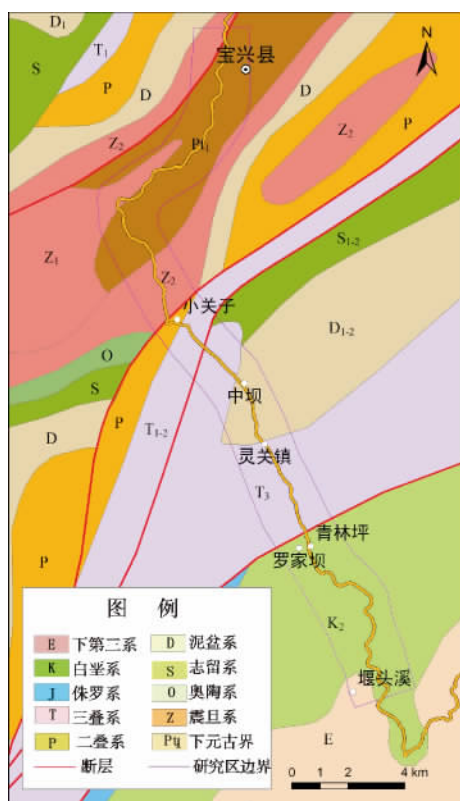 D₁
S
T₁
P
D
宝兴县
N
D
Z₂
P
Z₂
Pt₁
S₁₋₂
Z₁
Z₂
小关子
D₁₋₂
O
S
中坝
D
P
T₁₋₂
灵关镇
T₃
青林坪
罗家坝
P
K₂
堰头溪
E
图 例
E 下第三系 D 泥盆系
K 白垩系 S 志留系
J 侏罗系 O 奥陶系
T 三叠系 Z 震旦系
P 二叠系 Pt₁ 下元古界
断层 研究区边界
0 2 4 km